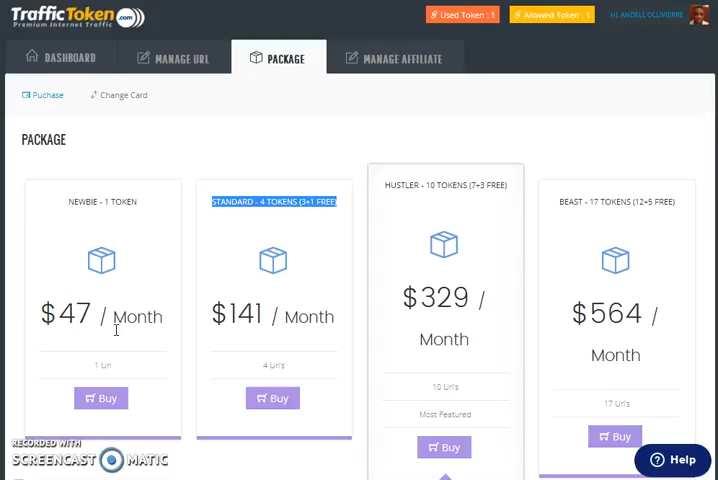 TrafficToken.com
Premium Internet Traffic
Used Token : 1
Allowed Token : 1
HI, ANDELL OLLIVIERRE
DASHBOARD
MANAGE URL
PACKAGE
MANAGE AFFILIATE
Puchase
Change Card
PACKAGE
NEWBIE - 1 TOKEN
$47 / Month
1 Url
Buy
STANDARD - 4 TOKENS (3+1 FREE)
$141 / Month
4 Url's
Buy
HUSTLER - 10 TOKENS (7+3 FREE)
$329 /
Month
10 Url's
Most Featured
Buy
BEAST - 17 TOKENS (12+5 FREE)
$564 /
Month
17 Url's
Buy
RECORDED WITH
SCREENCAST MATIC
Help